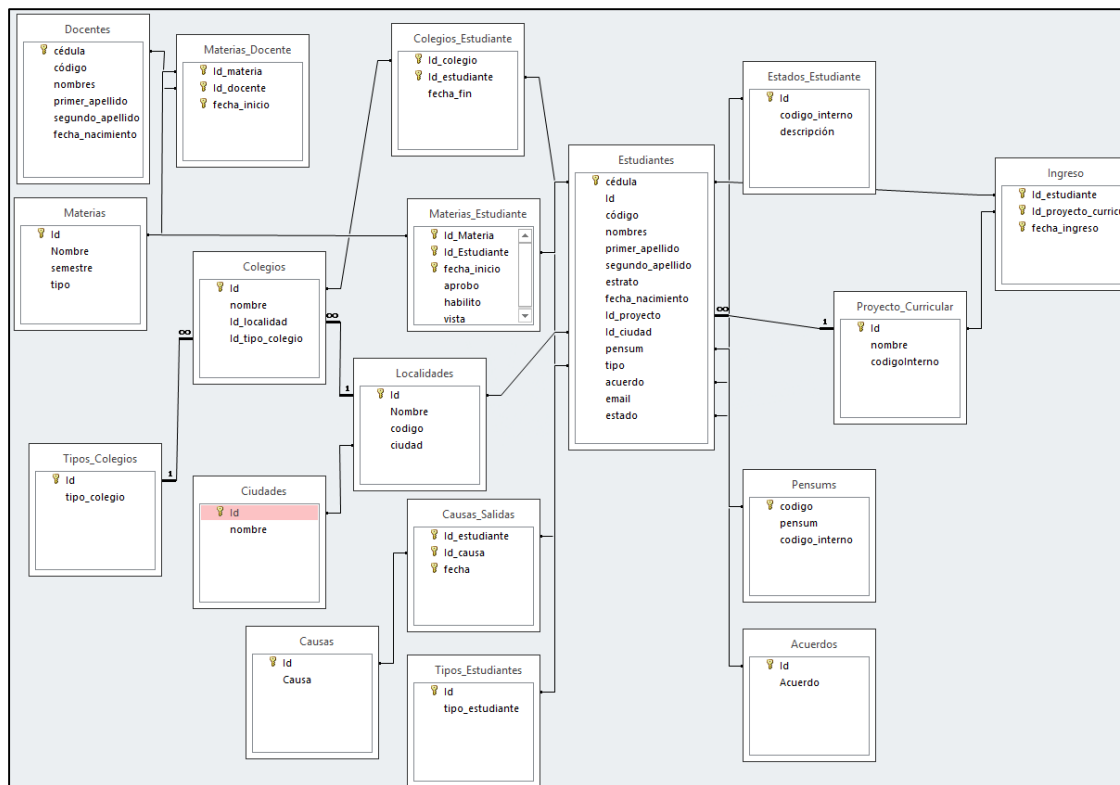 Docentes
cédula
código
nombres
primer_apellido
segundo_apellido
fecha_nacimiento
Materias_Docente
Id_materia
Id_docente
fecha_inicio
Colegios_Estudiante
Id_colegio
Id_estudiante
fecha_fin
Estados_Estudiante
Id
codigo_interno
descripción
Estudiantes
cédula
Id
código
nombres
primer_apellido
segundo_apellido
estrato
fecha_nacimiento
Id_proyecto
Id_ciudad
pensum
tipo
acuerdo
email
estado
Ingreso
Id_estudiante
Id_proyecto_curricu
fecha_ingreso
Materias
Id
Nombre
semestre
tipo
Materias_Estudiante
Id_Materia
Id_Estudiante
fecha_inicio
aprobo
habilito
vista
Colegios
Id
nombre
Id_localidad
Id_tipo_colegio
∞
∞
1
∞
1
Proyecto_Curricular
Id
nombre
codigoInterno
Localidades
Id
Nombre
codigo
ciudad
1
Tipos_Colegios
Id
tipo_colegio
Ciudades
Id
nombre
Causas_Salidas
Id_estudiante
Id_causa
fecha
Pensums
codigo
pensum
codigo_interno
Causas
Id
Causa
Tipos_Estudiantes
Id
tipo_estudiante
Acuerdos
Id
Acuerdo